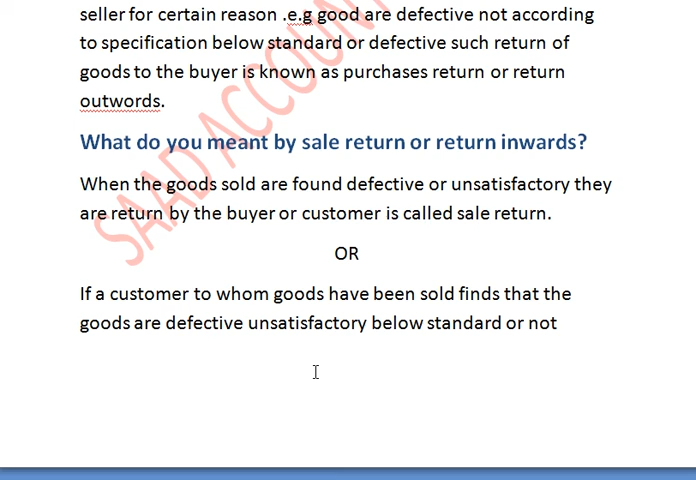 seller for certain reason .e.g good are defective not according
to specification below standard or defective such return of
goods to the buyer is known as purchases return or return
outwords.
What do you meant by sale return or return inwards?
When the goods sold are found defective or unsatisfactory they
are return by the buyer or customer is called sale return.
OR
If a customer to whom goods have been sold finds that the
goods are defective unsatisfactory below standard or not
SAAD ACCOUNT